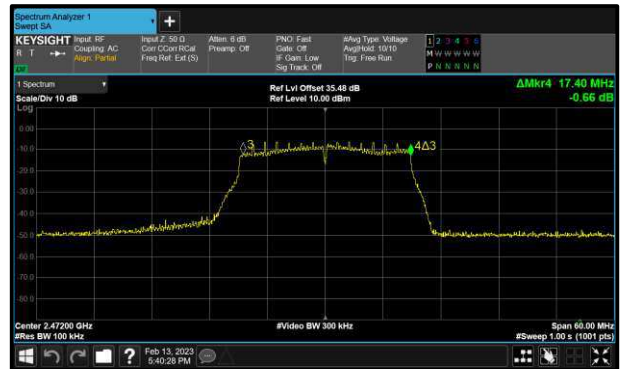 Spectrum Analyzer 1
Swept SA
KEYSIGHT Input: RF Input Z: 50 Ω Atten: 6 dB PNO: Fast #Avg Type: Voltage 1 2 3 4 5 6
R T Coupling: AC Corr CCorr RCal Preamp: Off Gate: Off Avg|Hold: 10/10 M W W W W W
Align: Partial Freq Ref: Ext (S) IF Gain: Low Trig: Free Run
Sig Track: Off P N N N N N
1 Spectrum Ref Lvl Offset 35.48 dB ΔMkr4 17.40 MHz
Scale/Div 10 dB Ref Level 10.00 dBm -0.66 dB
Log
0.00
-10.0
-20.0
-30.0
-40.0
-50.0
-60.0
-70.0
-80.0
3
4Δ3
Center 2.47200 GHz #Video BW 300 kHz Span 60.00 MHz
#Res BW 100 kHz #Sweep 1.00 s (1001 pts)
? Feb 13, 2023
5:40:28 PM